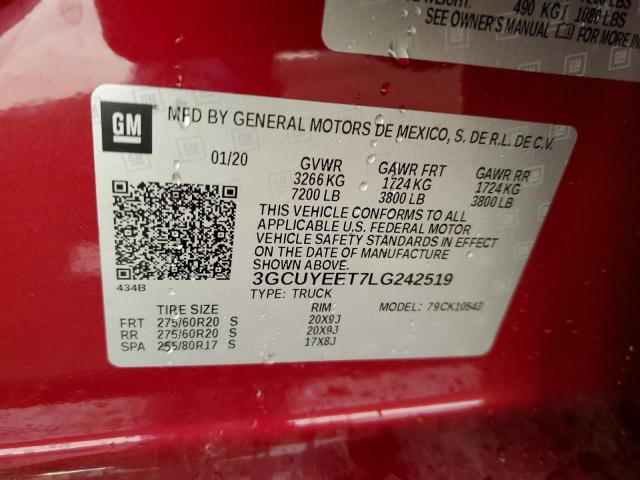 490 KG 1080 LBS
SEE OWNER'S MANUAL FOR MORE
GM
MFD BY GENERAL MOTORS DE MEXICO, S. DE R.L. DE C.V.
01/20 GVWR GAWR FRT GAWR RR
3266 KG 1724 KG 1724 KG
7200 LB 3800 LB 3800 LB
THIS VEHICLE CONFORMS TO ALL
APPLICABLE U.S. FEDERAL MOTOR
VEHICLE SAFETY STANDARDS IN EFFECT
ON THE DATE OF MANUFACTURE
SHOWN ABOVE.
3GCUYEET7LG242519
434B TYPE: TRUCK MODEL: 79CK10543
TIRE SIZE RIM
FRT 275/60R20 S 20X9J
RR 275/60R20 S 20X9J
SPA 255/80R17 S 17X8J